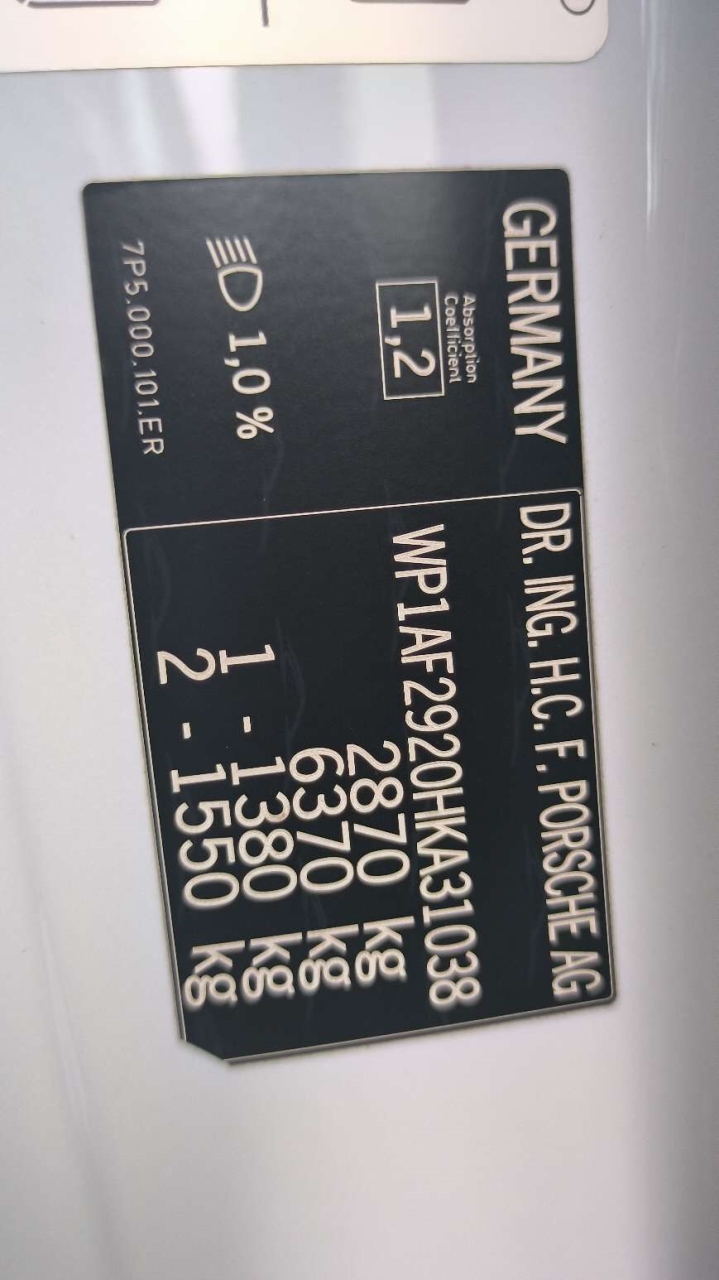 GERMANY
Absorption
Coefficient
1,2
1,0 %
7P5.000.101.ER
DR. ING. H.C. F. PORSCHE AG
WP1AF2920HKA31038
2870 kg
6370 kg
1 - 1380 kg
2 - 1550 kg